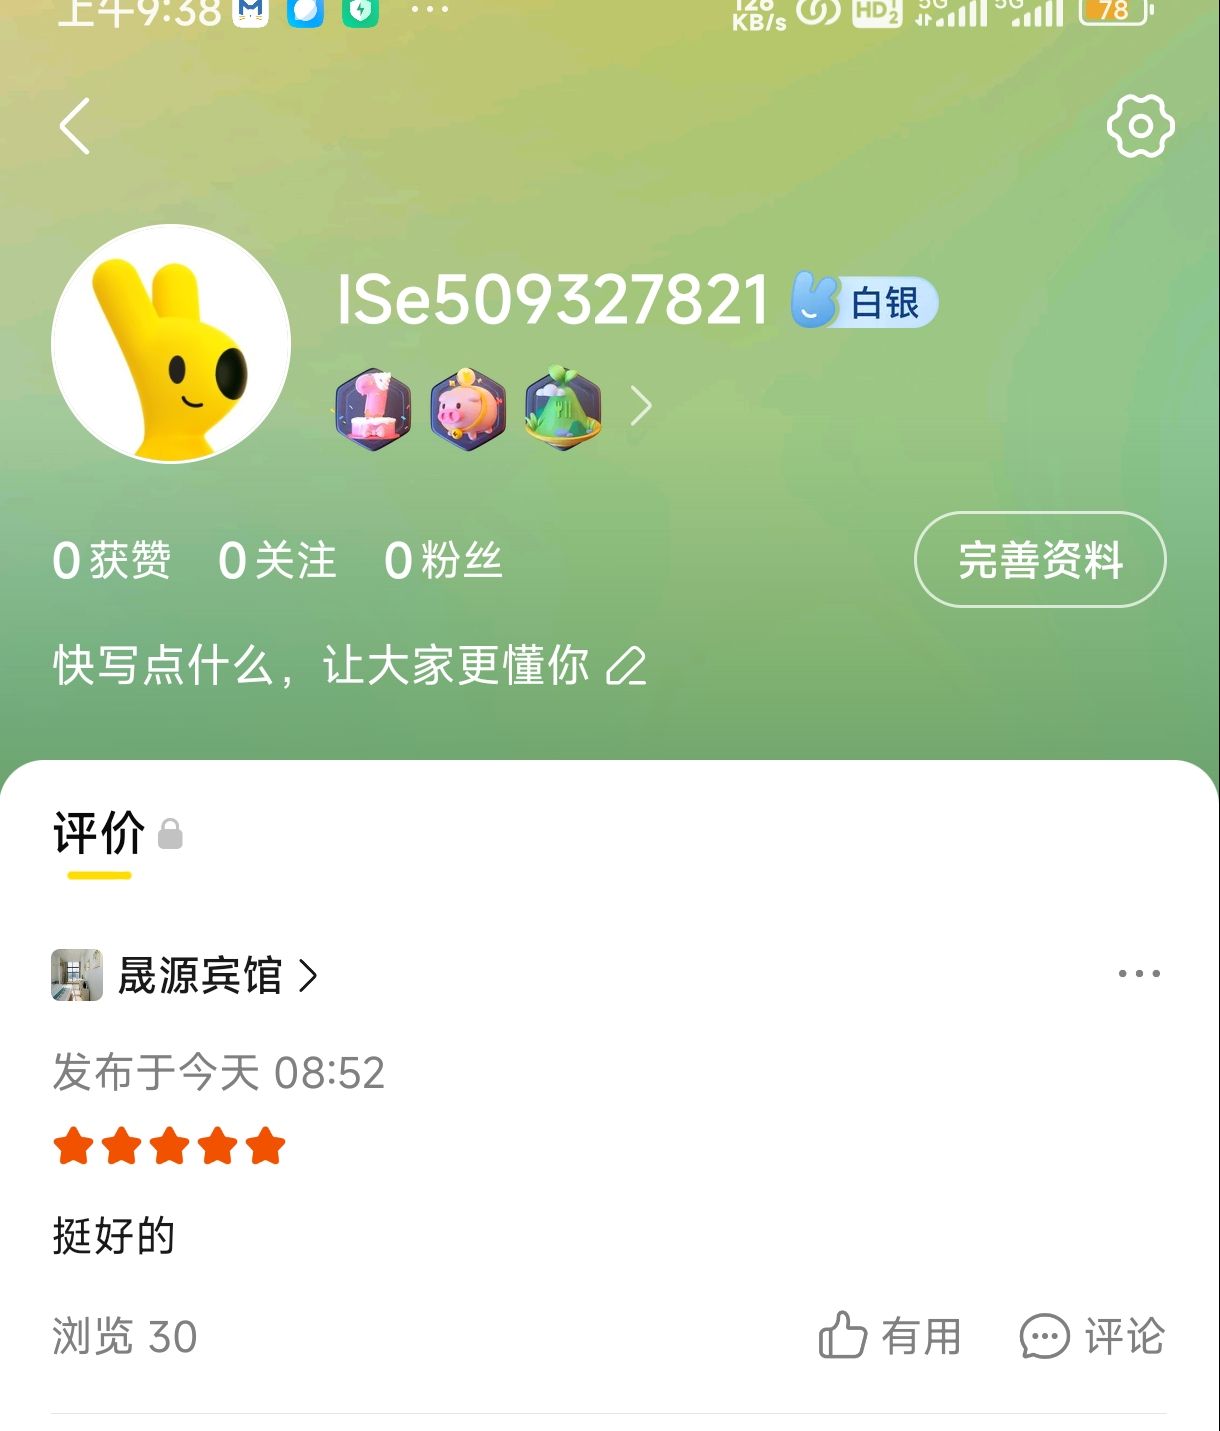 上午9:38
126 KB/s HD 1 2 5G 5G 78
lSe509327821 白银
0获赞 0关注 0粉丝 完善资料
快写点什么，让大家更懂你
评价
晟源宾馆
发布于今天 08:52
挺好的
浏览 30 有用 评论